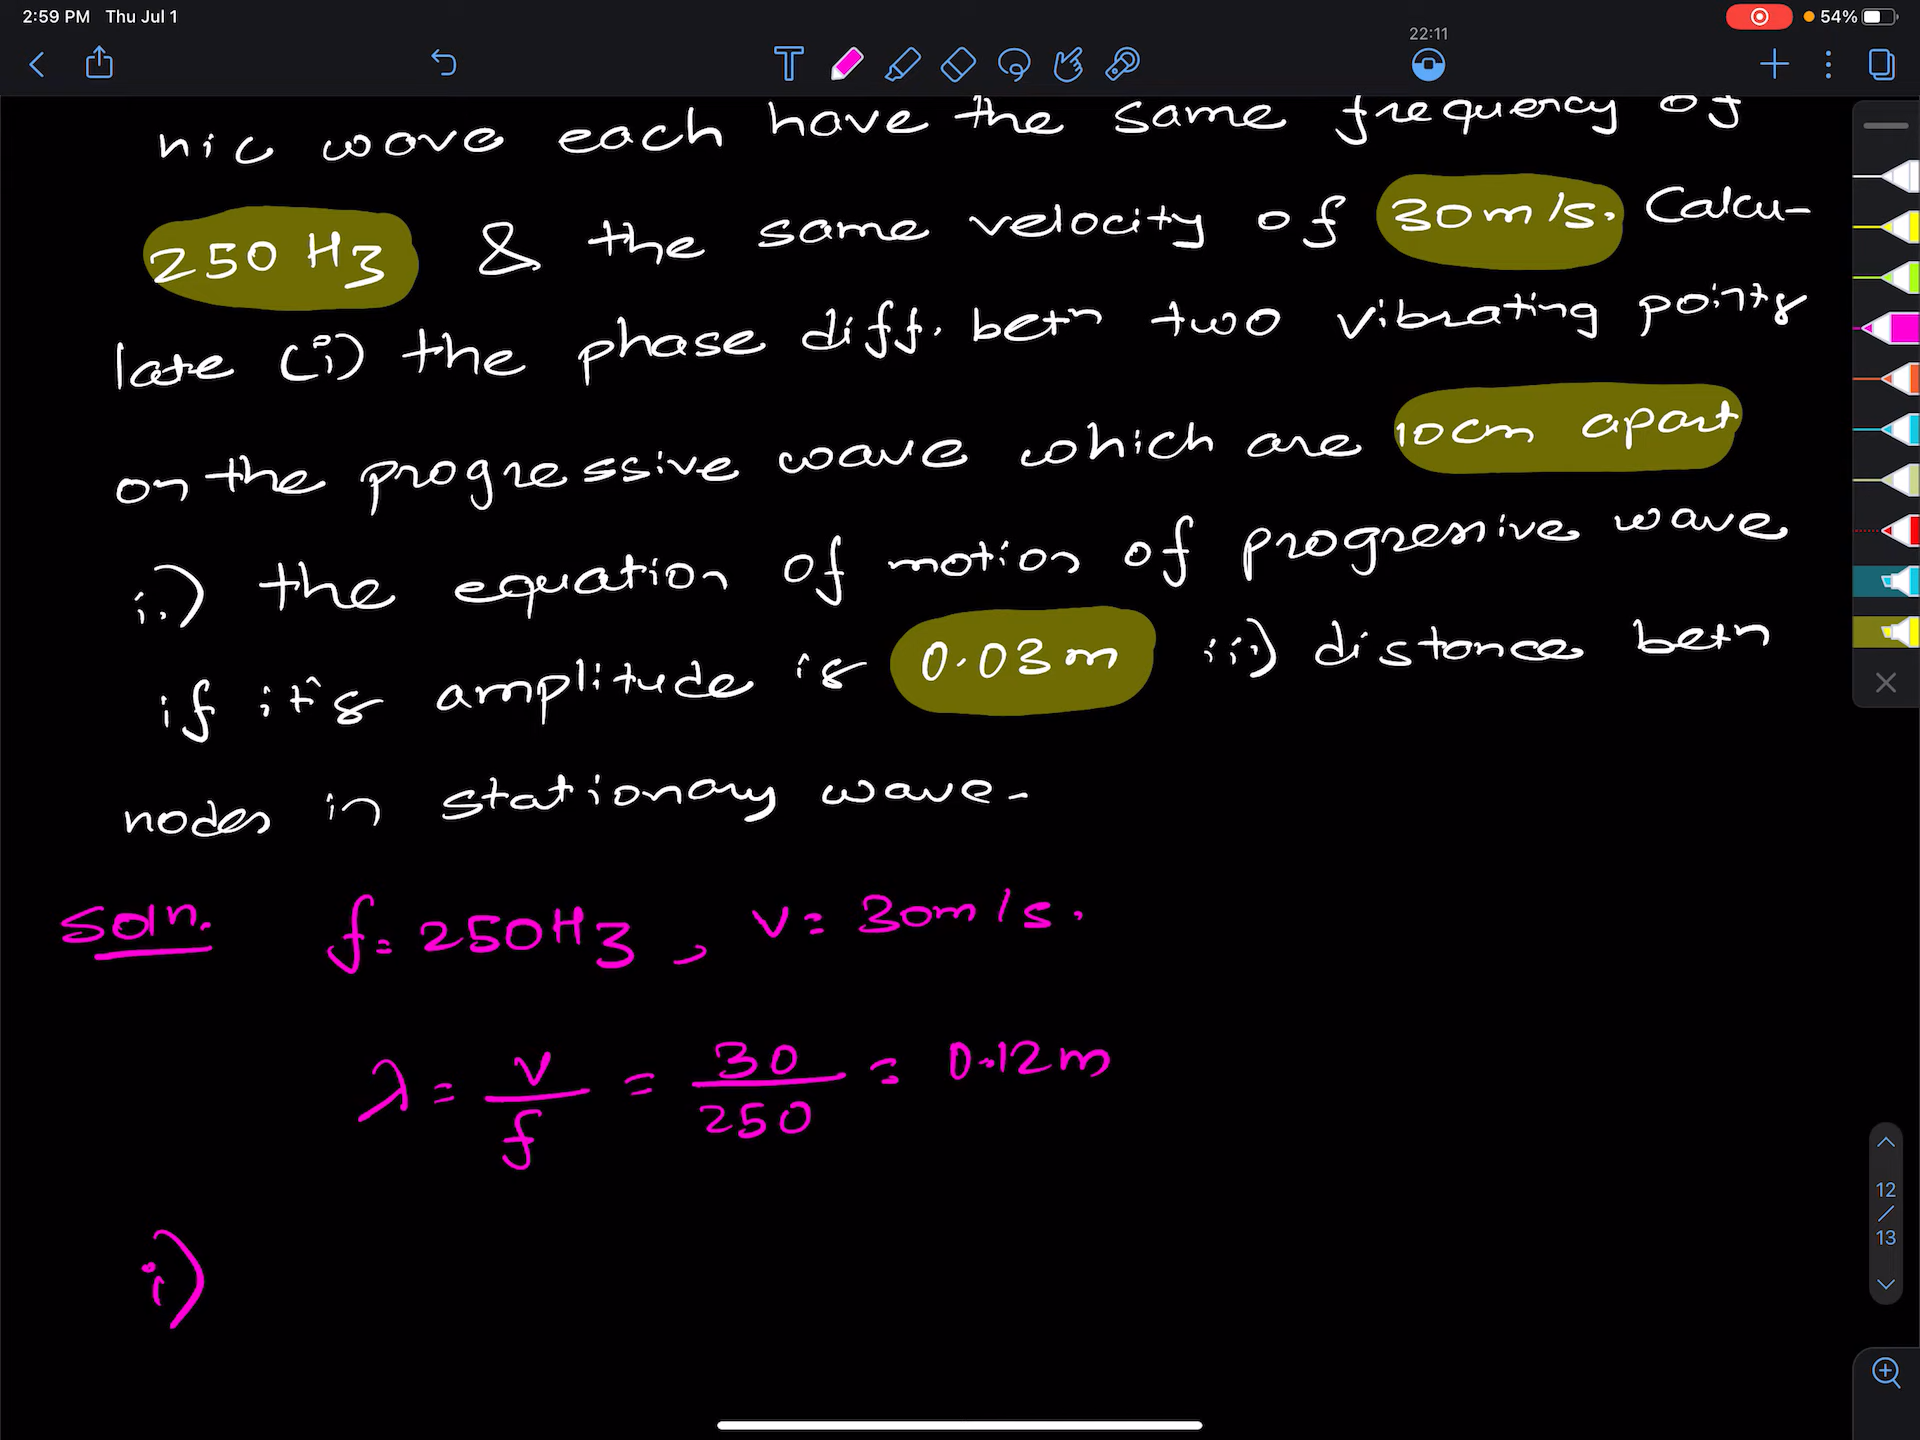 2:59 PM Thu Jul 1
54%
22:11
nic wave each have the same frequency of
250 Hz & the same velocity of 30m/s. Calcu-
late (i) the phase diff. betn two vibrating points
on the progressive wave which are 10cm apart
ii) the equation of motion of progressive wave
if it's amplitude is 0.03m iii) distance betn
nodes in stationary wave-
soln. f= 250Hz, v= 30m/s.
λ = v/f = 30/250 = 0.12m
i)
12
/
13